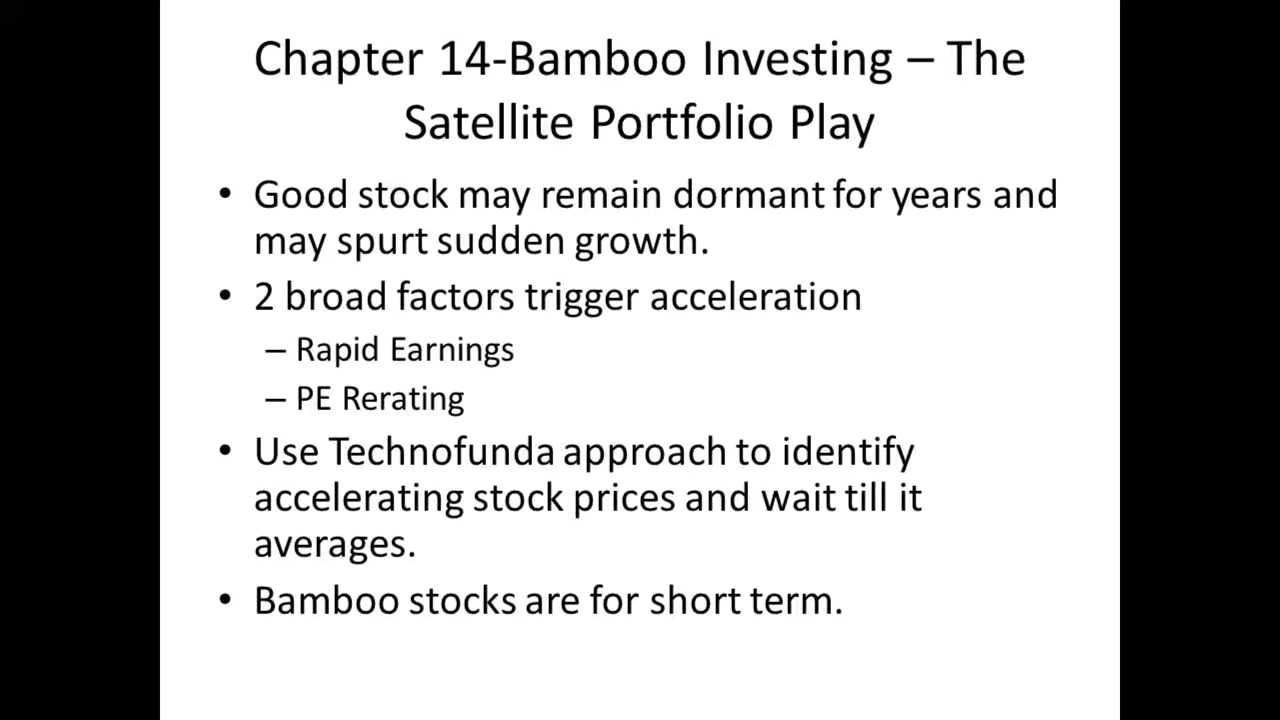 Chapter 14-Bamboo Investing – The
Satellite Portfolio Play
• Good stock may remain dormant for years and
may spurt sudden growth.
• 2 broad factors trigger acceleration
– Rapid Earnings
– PE Rerating
• Use Technofunda approach to identify
accelerating stock prices and wait till it
averages.
• Bamboo stocks are for short term.